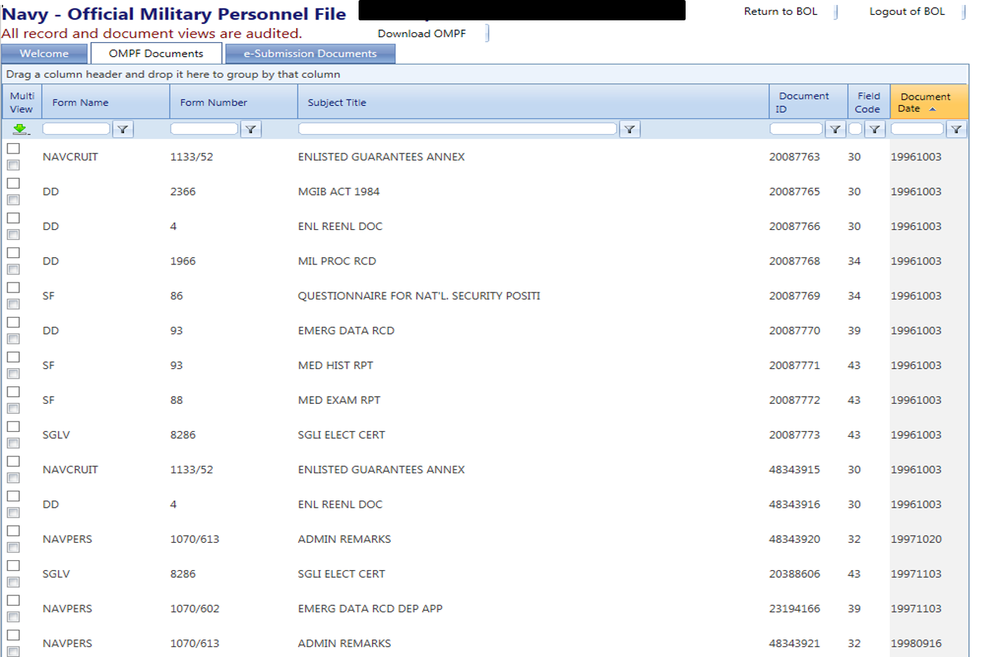 Navy - Official Military Personnel File
Return to BOL
Logout of BOL
All record and document views are audited.
Download OMPF
Welcome
OMPF Documents
e-Submission Documents
Drag a column header and drop it here to group by that column
Multi View Form Name Form Number Subject Title Document ID Field Code Document Date
NAVCRUIT 1133/52 ENLISTED GUARANTEES ANNEX 20087763 30 19961003
DD 2366 MGIB ACT 1984 20087765 30 19961003
DD 4 ENL REENL DOC 20087766 30 19961003
DD 1966 MIL PROC RCD 20087768 34 19961003
SF 86 QUESTIONNAIRE FOR NAT'L. SECURITY POSITI 20087769 34 19961003
DD 93 EMERG DATA RCD 20087770 39 19961003
SF 93 MED HIST RPT 20087771 43 19961003
SF 88 MED EXAM RPT 20087772 43 19961003
SGLV 8286 SGLI ELECT CERT 20087773 43 19961003
NAVCRUIT 1133/52 ENLISTED GUARANTEES ANNEX 48343915 30 19961003
DD 4 ENL REENL DOC 48343916 30 19961003
NAVPERS 1070/613 ADMIN REMARKS 48343920 32 19971020
SGLV 8286 SGLI ELECT CERT 20388606 43 19971103
NAVPERS 1070/602 EMERG DATA RCD DEP APP 23194166 39 19971103
NAVPERS 1070/613 ADMIN REMARKS 48343921 32 19980916